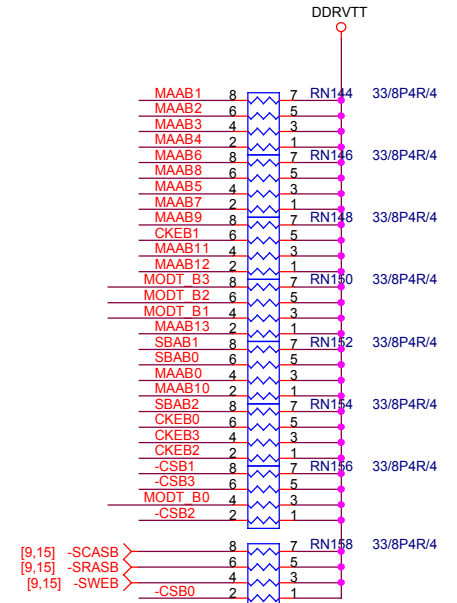 DDRVTT
MAAB1 8 7 RN144 33/8P4R/4
MAAB2 6 5
MAAB3 4 3
MAAB4 2 1
MAAB6 8 7 RN146 33/8P4R/4
MAAB8 6 5
MAAB5 4 3
MAAB7 2 1
MAAB9 8 7 RN148 33/8P4R/4
CKEB1 6 5
MAAB11 4 3
MAAB12 2 1
MODT_B3 8 7 RN150 33/8P4R/4
MODT_B2 6 5
MODT_B1 4 3
MAAB13 2 1
SBAB1 8 7 RN152 33/8P4R/4
SBAB0 6 5
MAAB0 4 3
MAAB10 2 1
SBAB2 8 7 RN154 33/8P4R/4
CKEB0 6 5
CKEB3 4 3
CKEB2 2 1
-CSB1 8 7 RN156 33/8P4R/4
-CSB3 6 5
MODT_B0 4 3
-CSB2 2 1
[9,15] -SCASB 8 7 RN158 33/8P4R/4
[9,15] -SRASB 6 5
[9,15] -SWEB 4 3
-CSB0 2 1